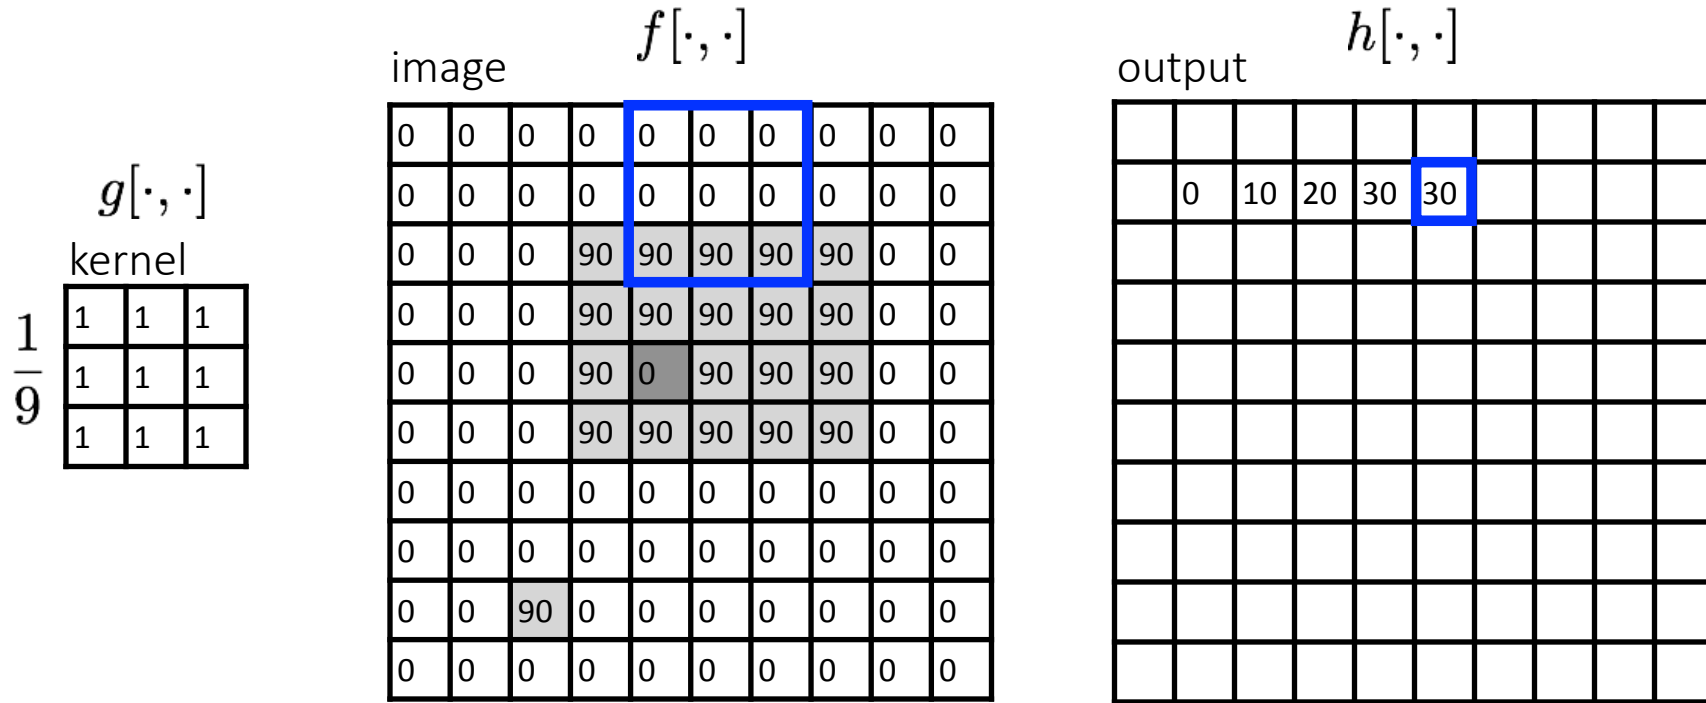 f[·, ·]
h[·, ·]
image
output
g[·, ·]
kernel
1/9
1 1 1
1 1 1
1 1 1
0 0 0 0 0 0 0 0 0 0
0 0 0 0 0 0 0 0 0 0
0 0 0 90 90 90 90 90 0 0
0 0 0 90 90 90 90 90 0 0
0 0 0 90 0 90 90 90 0 0
0 0 0 90 90 90 90 90 0 0
0 0 0 0 0 0 0 0 0 0
0 0 0 0 0 0 0 0 0 0
0 0 90 0 0 0 0 0 0 0
0 0 0 0 0 0 0 0 0 0
0 10 20 30 30